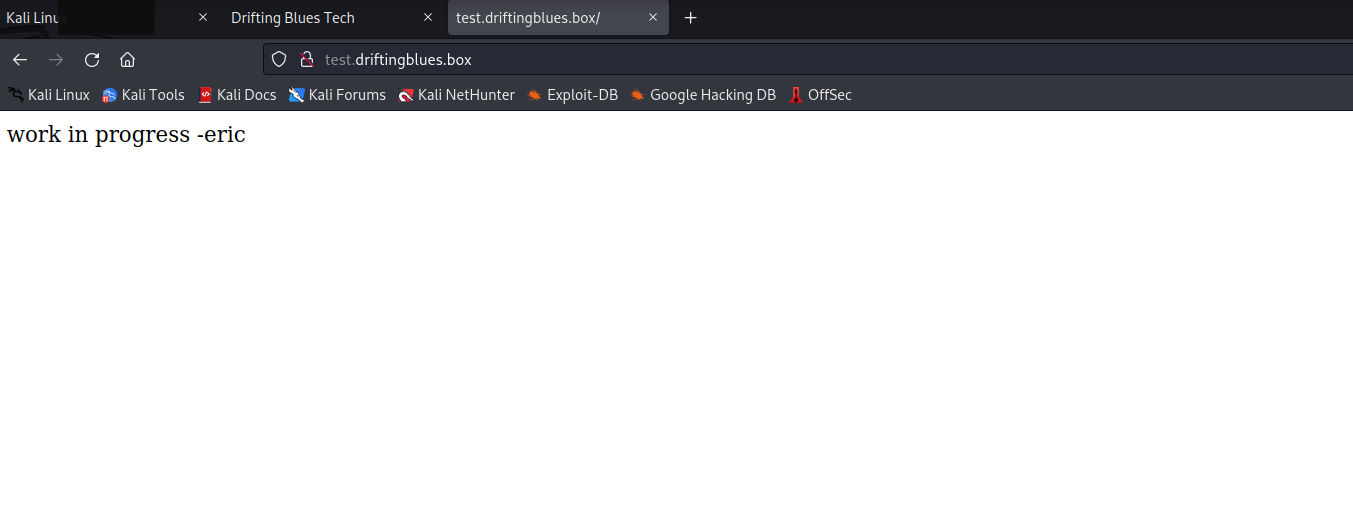 Kali Linu
Drifting Blues Tech
test.driftingblues.box/
test.driftingblues.box
Kali Linux Kali Tools Kali Docs Kali Forums Kali NetHunter Exploit-DB Google Hacking DB OffSec
work in progress -eric